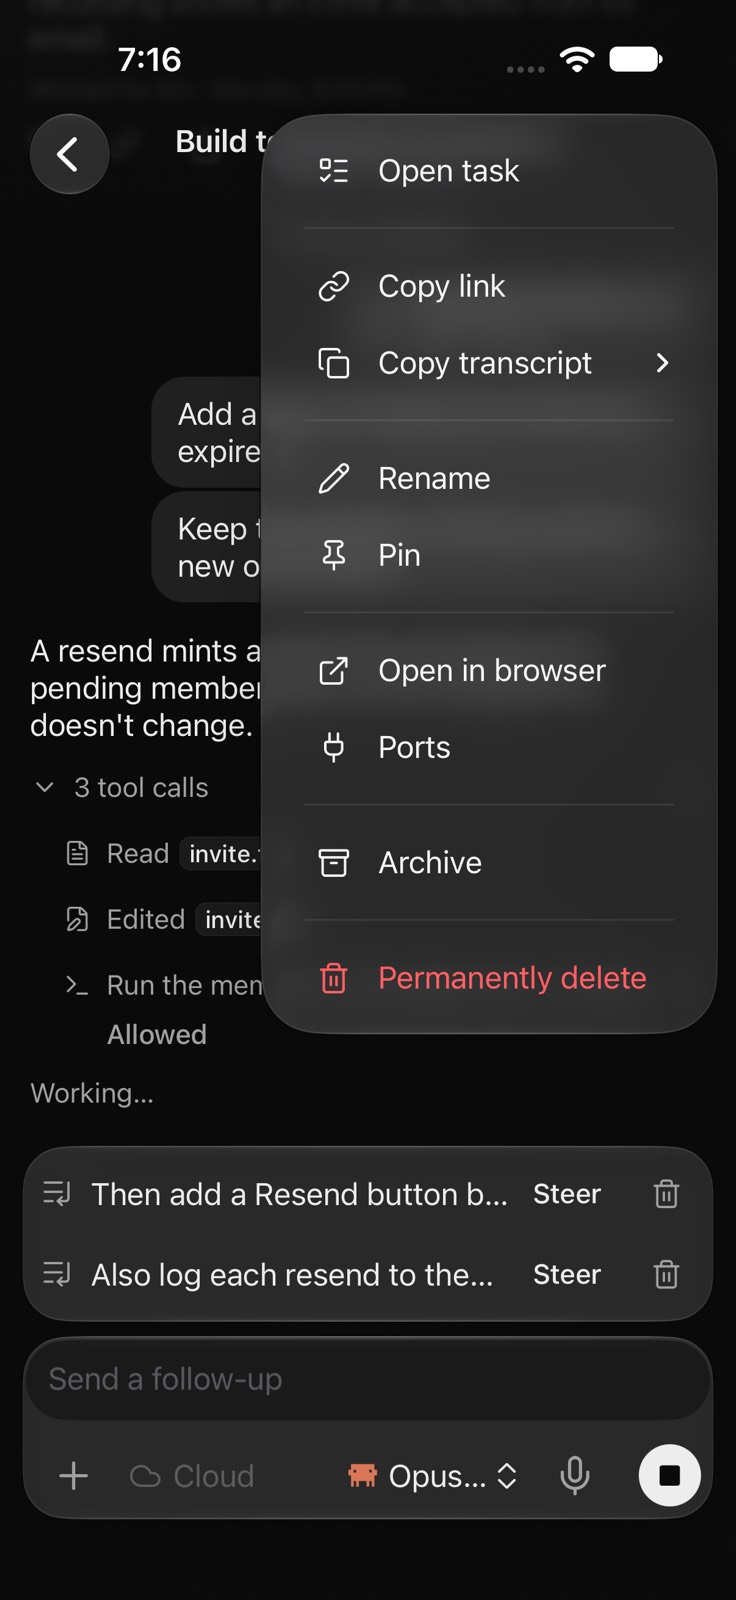 7:16
Build t
Open task
Copy link
Copy transcript
Add a
expire
Rename
Keep t
new o
Pin
A resend mints a
pending member
doesn't change.
Open in browser
Ports
3 tool calls
Read invite.
Archive
Edited invite
Run the mem
Permanently delete
Allowed
Working...
Then add a Resend button b... Steer
Also log each resend to the... Steer
Send a follow-up
Cloud Opus...